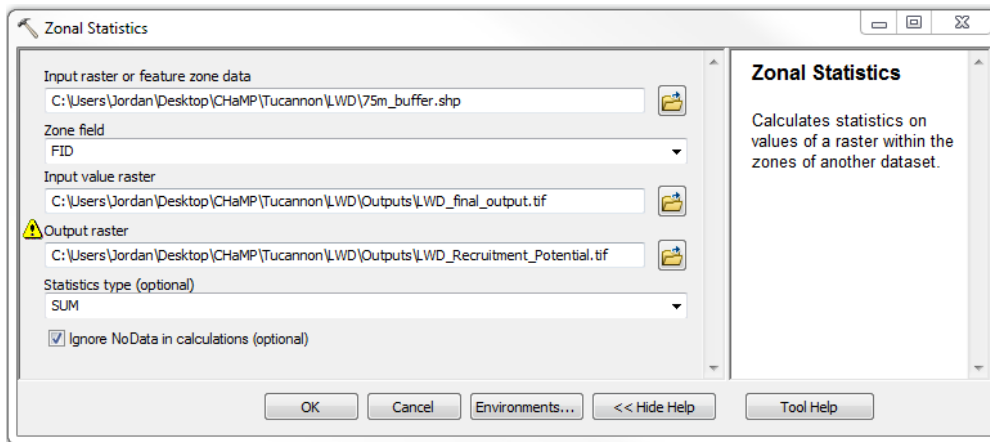 Zonal Statistics
Input raster or feature zone data
C:\Users\Jordan\Desktop\CHaMP\Tucannon\LWD\75m_buffer.shp
Zone field
FID
Input value raster
C:\Users\Jordan\Desktop\CHaMP\Tucannon\LWD\Outputs\LWD_final_output.tif
Output raster
C:\Users\Jordan\Desktop\CHaMP\Tucannon\LWD\Outputs\LWD_Recruitment_Potential.tif
Statistics type (optional)
SUM
Ignore NoData in calculations (optional)
Zonal Statistics
Calculates statistics on
values of a raster within the
zones of another dataset.
OK
Cancel
Environments...
<< Hide Help
Tool Help